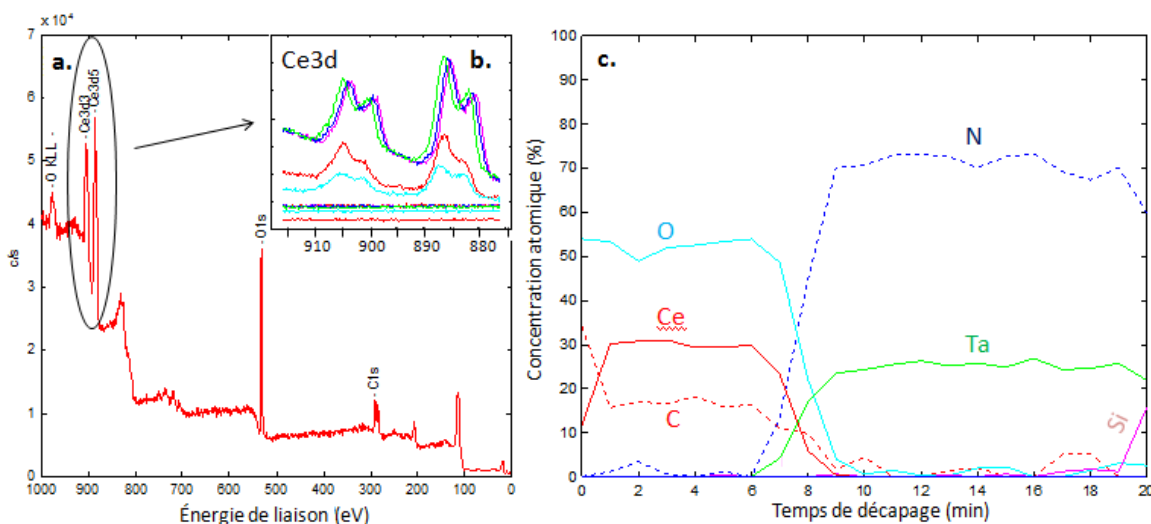 x 10⁴
7
6
5
4
3
2
1
0
c/s
a.
- O KLL -
- Ce3d3
- Ce3d5
O1s
- C1s
1000 900 800 700 600 500 400 300 200 100 0
Énergie de liaison (eV)
Ce3d
b.
910 900 890 880
c.
100
90
80
70
60
50
40
30
20
10
0
Concentration atomique (%)
N
O
Ce
Ta
C
Si
0 2 4 6 8 10 12 14 16 18 20
Temps de décapage (min)